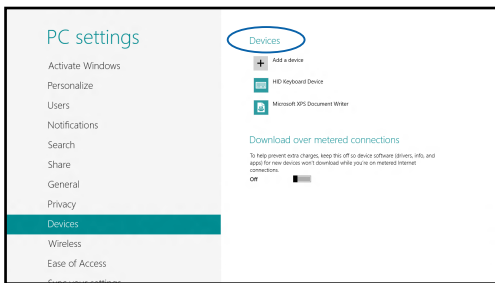 PC settings
Activate Windows
Personalize
Users
Notifications
Search
Share
General
Privacy
Devices
Wireless
Ease of Access
Sync your settings
Devices
Add a device
HID Keyboard Device
Microsoft XPS Document Writer
Download over metered connections
To help prevent extra charges, keep this off so device software (drivers, info, and
apps) for new devices won't download while you're on metered Internet
connections.
Off